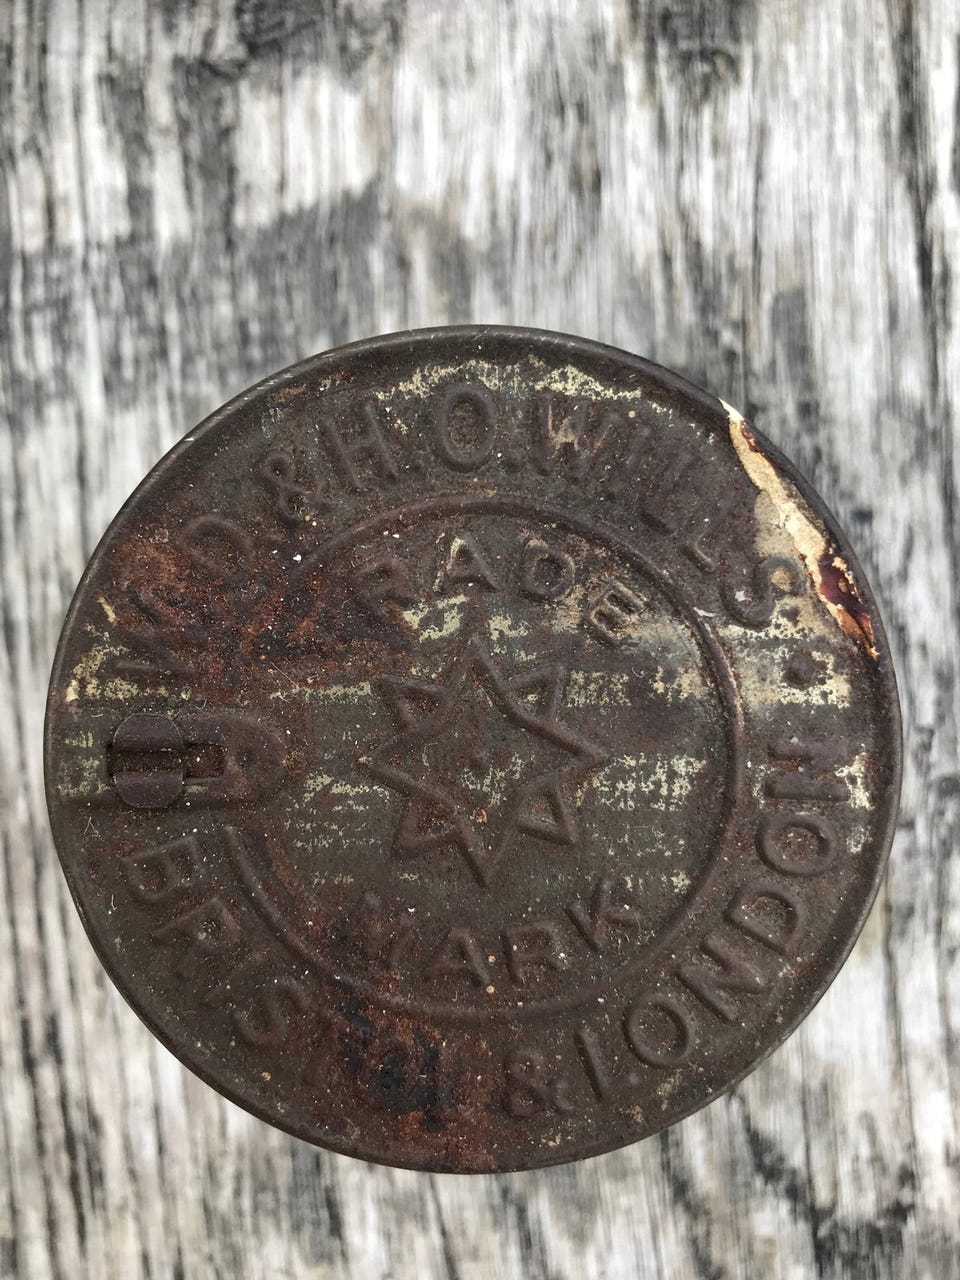 W.D.&H.O.WILLS.
TRADE
MARK
BRISTOL & LONDON